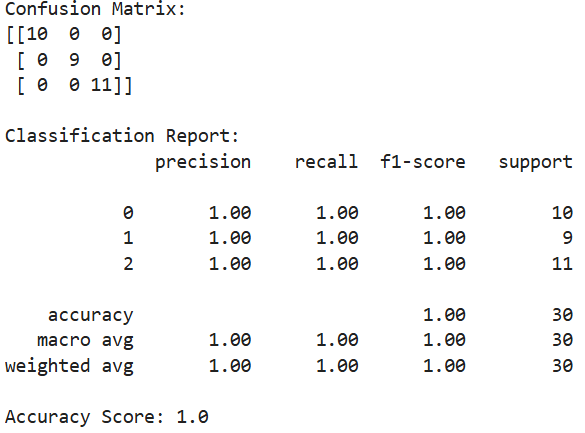 Confusion Matrix:
[[10  0  0]
 [ 0  9  0]
 [ 0  0 11]]

Classification Report:
              precision    recall  f1-score   support

           0       1.00      1.00      1.00        10
           1       1.00      1.00      1.00         9
           2       1.00      1.00      1.00        11

    accuracy                           1.00        30
   macro avg       1.00      1.00      1.00        30
weighted avg       1.00      1.00      1.00        30

Accuracy Score: 1.0